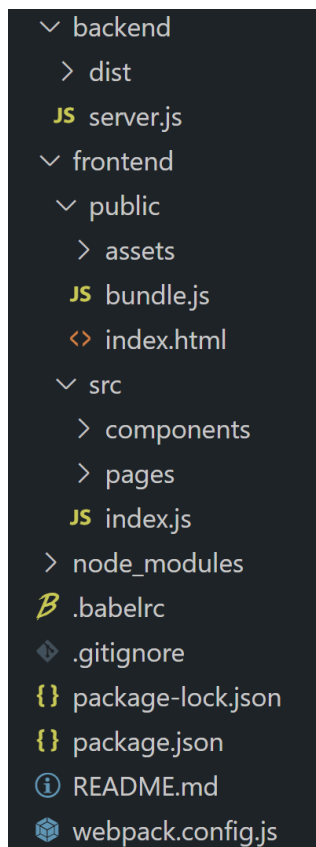 backend
dist
JS server.js
frontend
public
assets
JS bundle.js
<> index.html
src
components
pages
JS index.js
node_modules
B .babelrc
.gitignore
{} package-lock.json
{} package.json
README.md
webpack.config.js